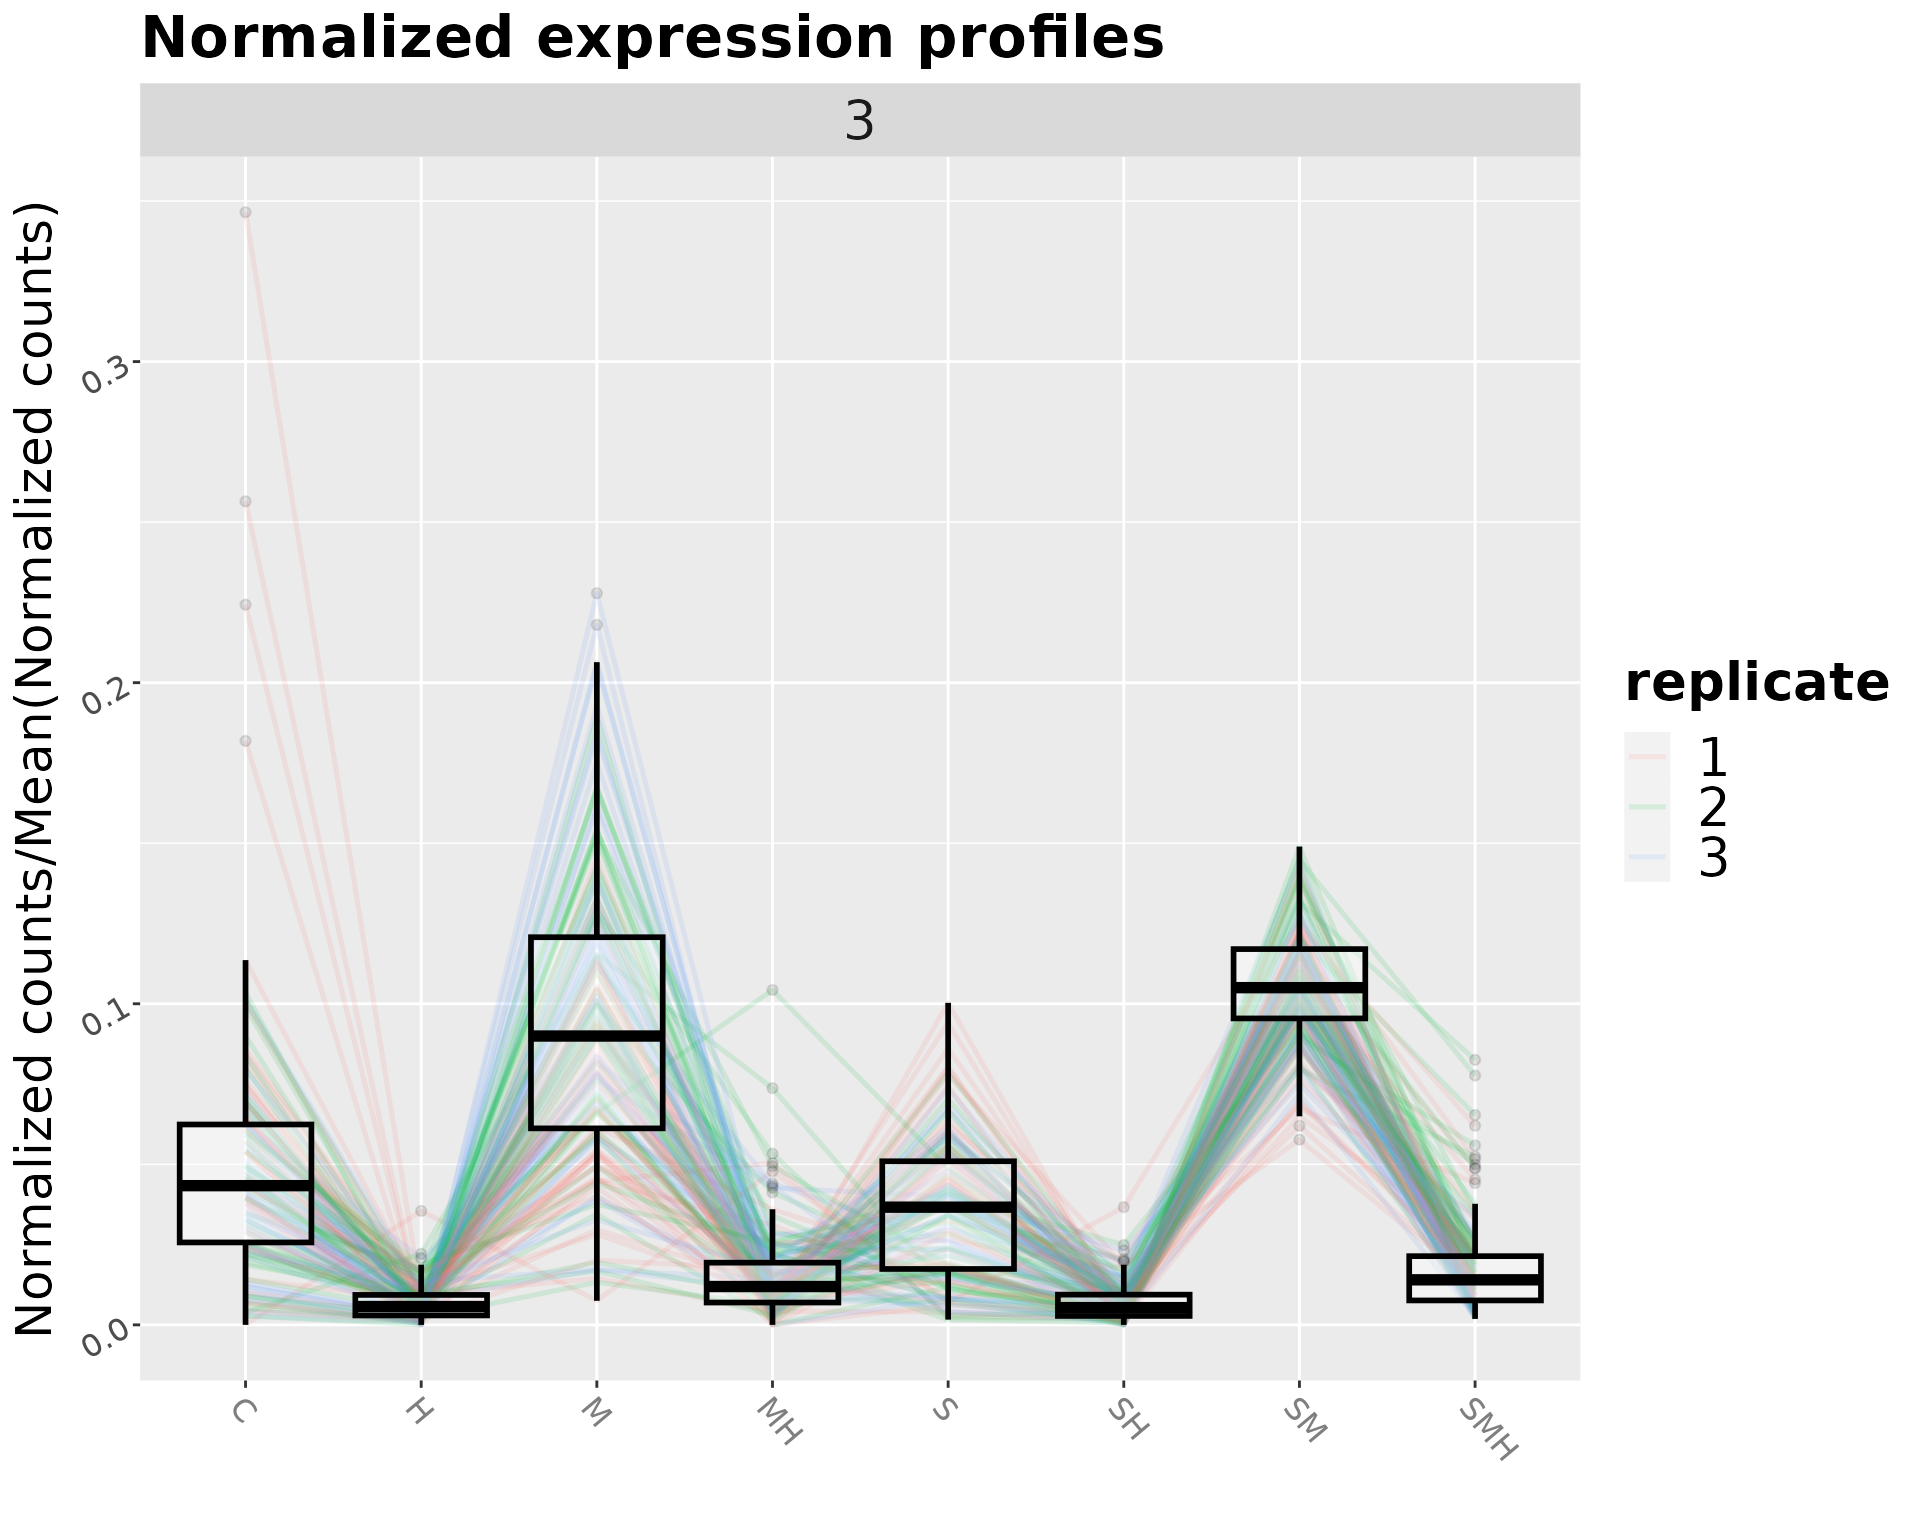 Normalized expression profiles
3
Normalized counts/Mean(Normalized counts)
0.3
0.2
0.1
0.0
C H M MH S SH SM SMH
replicate
1
2
3